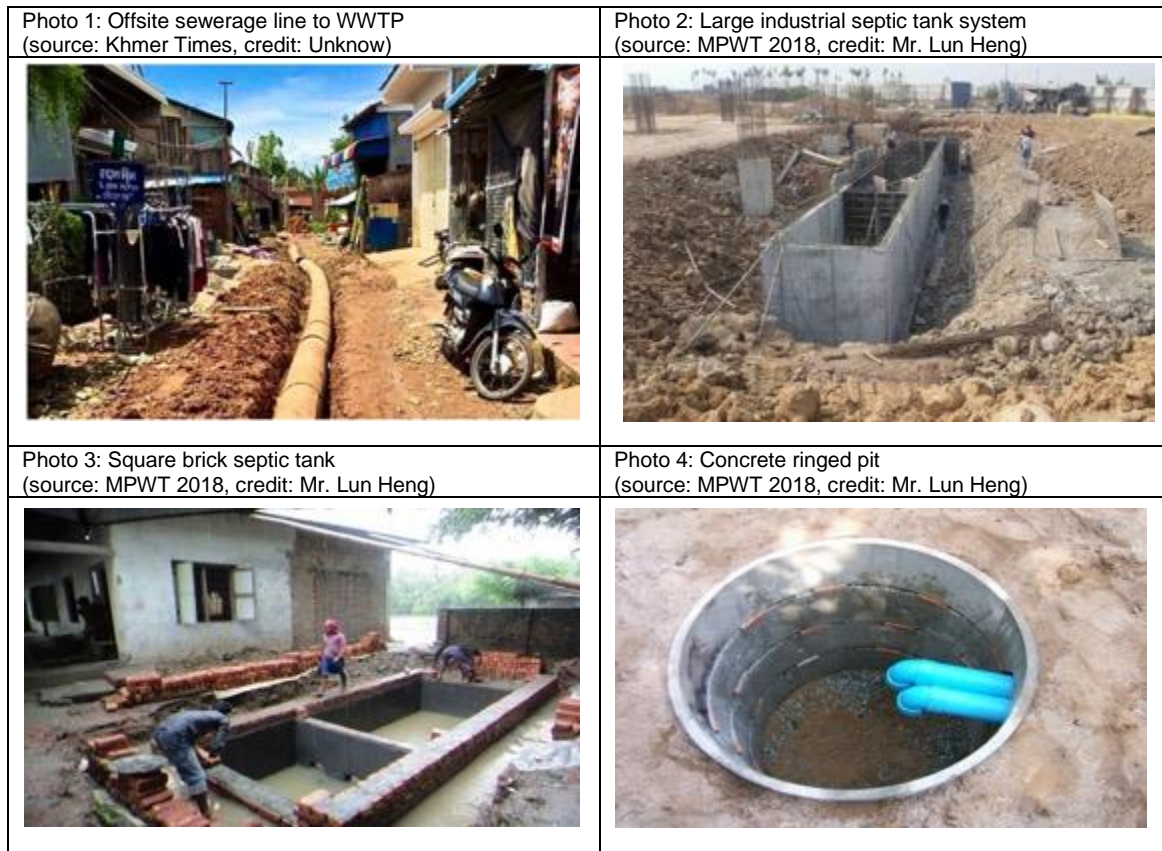 Photo 1: Offsite sewerage line to WWTP
(source: Khmer Times, credit: Unknow)
Photo 2: Large industrial septic tank system
(source: MPWT 2018, credit: Mr. Lun Heng)
Photo 3: Square brick septic tank
(source: MPWT 2018, credit: Mr. Lun Heng)
Photo 4: Concrete ringed pit
(source: MPWT 2018, credit: Mr. Lun Heng)